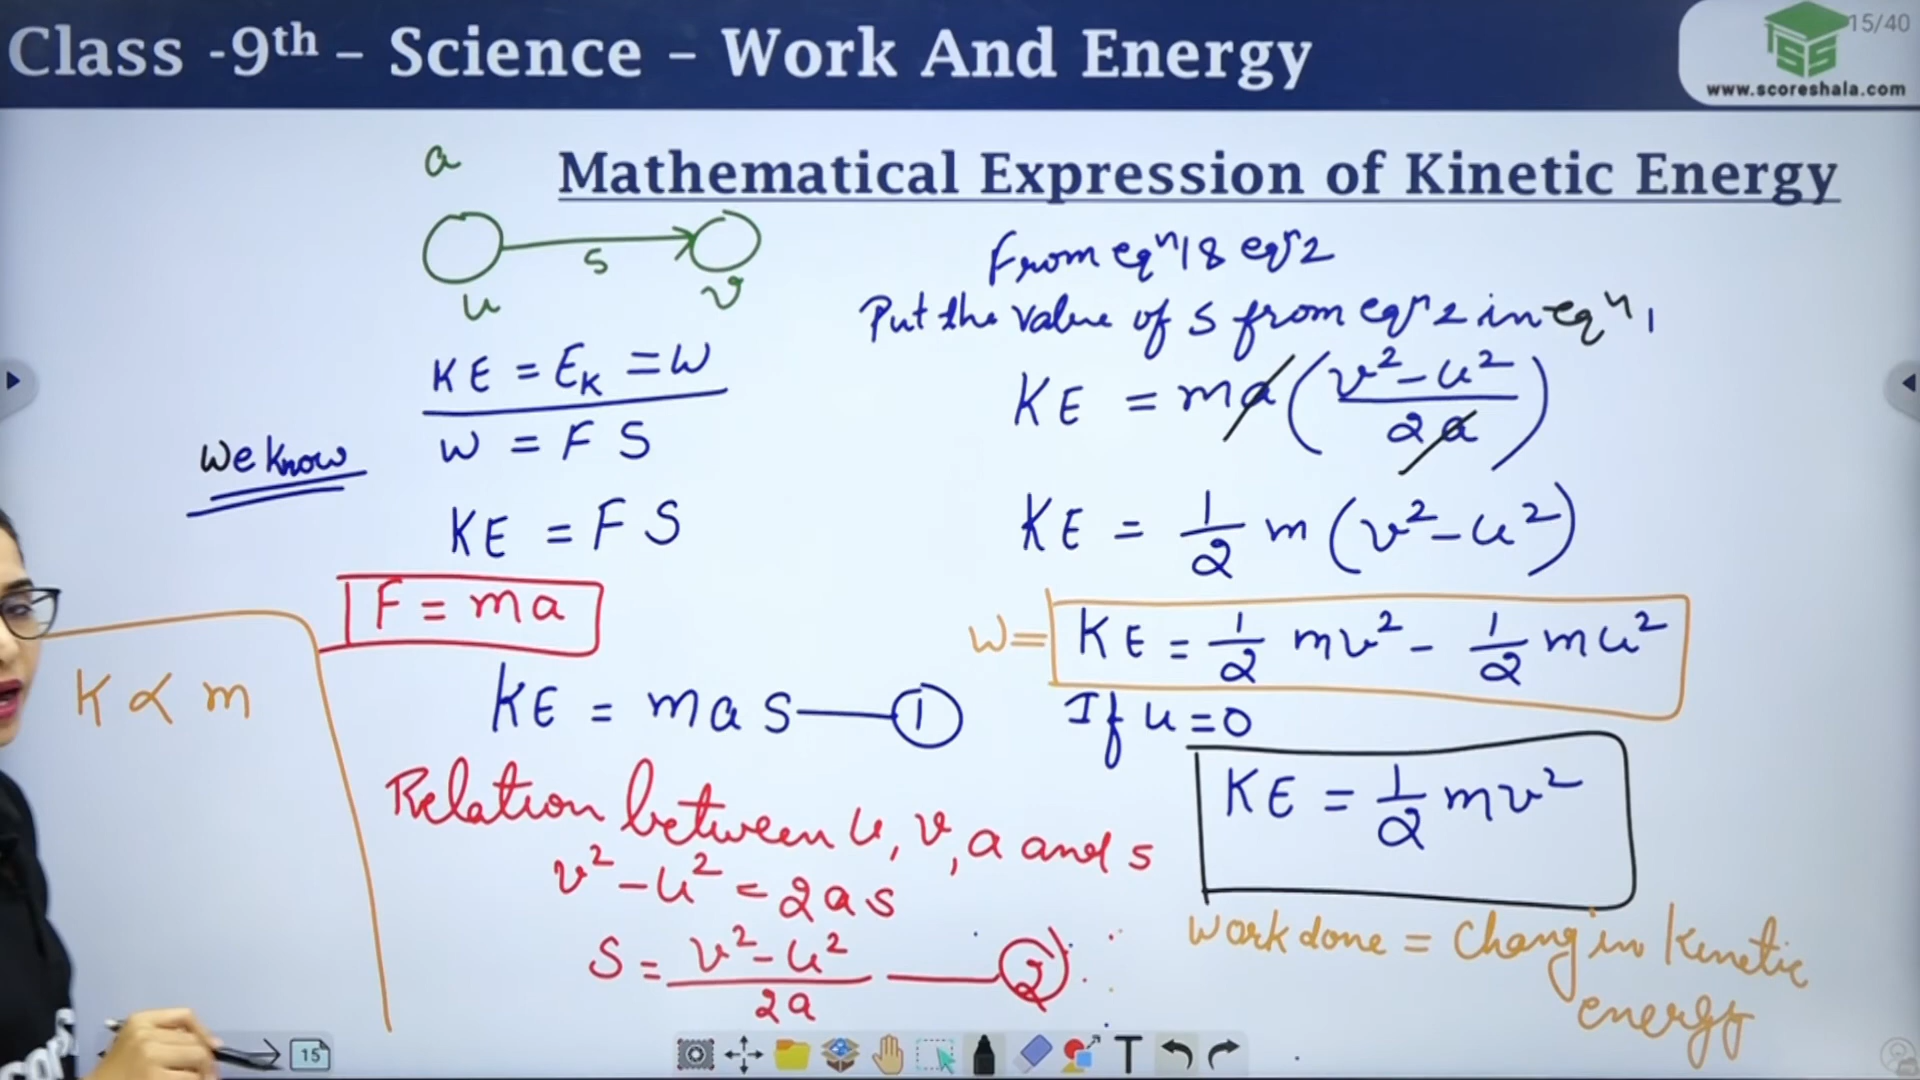 Class -9th – Science – Work And Energy
15/40
SS
www.scoreshala.com
Mathematical Expression of Kinetic Energy
a
s
u
v
KE = Eₖ = W
We know
W = F S
KE = F S
F = ma
K ∝ m
KE = m a s — ①
Relation between u, v, a and s
v² - u² = 2as
s = (v² - u²)/2a — ②
From eqⁿ 1 & eqⁿ 2
Put the value of s from eqⁿ 2 in eqⁿ 1
KE = ma((v² - u²)/2a)
KE = 1/2 m (v² - u²)
W = KE = 1/2 mv² - 1/2 mu²
If u = 0
KE = 1/2 mv²
Work done = Chang in Kinetic
energy
15
T